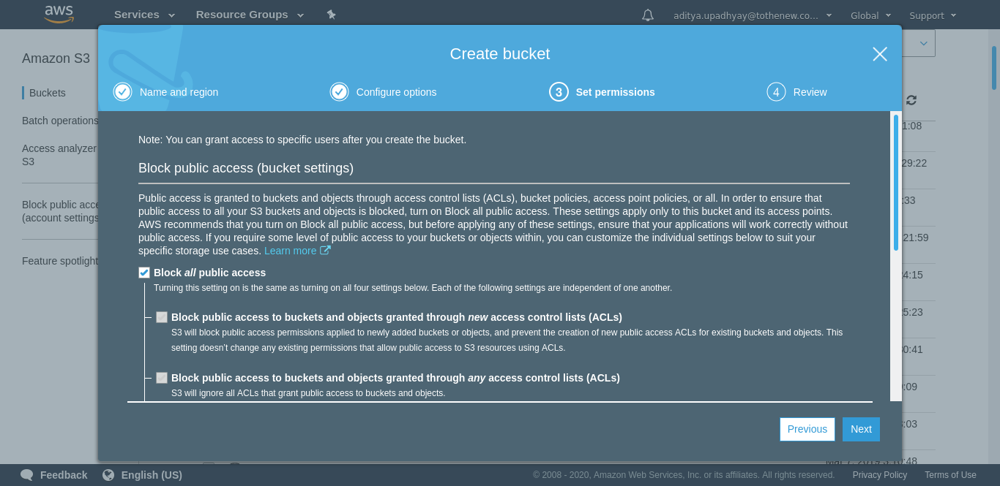 aws
Services
Resource Groups
aditya.upadhyay@tothenew.co...
Global
Support
Amazon S3
Buckets
Batch operations
Access analyzer
S3
Block public acce
(account settings
Feature spotlight
Create bucket
Name and region
Configure options
3 Set permissions
4 Review
Note: You can grant access to specific users after you create the bucket.
Block public access (bucket settings)
Public access is granted to buckets and objects through access control lists (ACLs), bucket policies, access point policies, or all. In order to ensure that
public access to all your S3 buckets and objects is blocked, turn on Block all public access. These settings apply only to this bucket and its access points.
AWS recommends that you turn on Block all public access, but before applying any of these settings, ensure that your applications will work correctly without
public access. If you require some level of public access to your buckets or objects within, you can customize the individual settings below to suit your
specific storage use cases. Learn more
Block all public access
Turning this setting on is the same as turning on all four settings below. Each of the following settings are independent of one another.
Block public access to buckets and objects granted through new access control lists (ACLs)
S3 will block public access permissions applied to newly added buckets or objects, and prevent the creation of new public access ACLs for existing buckets and objects. This
setting doesn't change any existing permissions that allow public access to S3 resources using ACLs.
Block public access to buckets and objects granted through any access control lists (ACLs)
S3 will ignore all ACLs that grant public access to buckets and objects.
Previous
Next
1:08
29:22
:33
21:59
4:15
5:23
0:41
:09
:03
Feedback
English (US)
© 2008 - 2020, Amazon Web Services, Inc. or its affiliates. All rights reserved.
Privacy Policy
Terms of Use